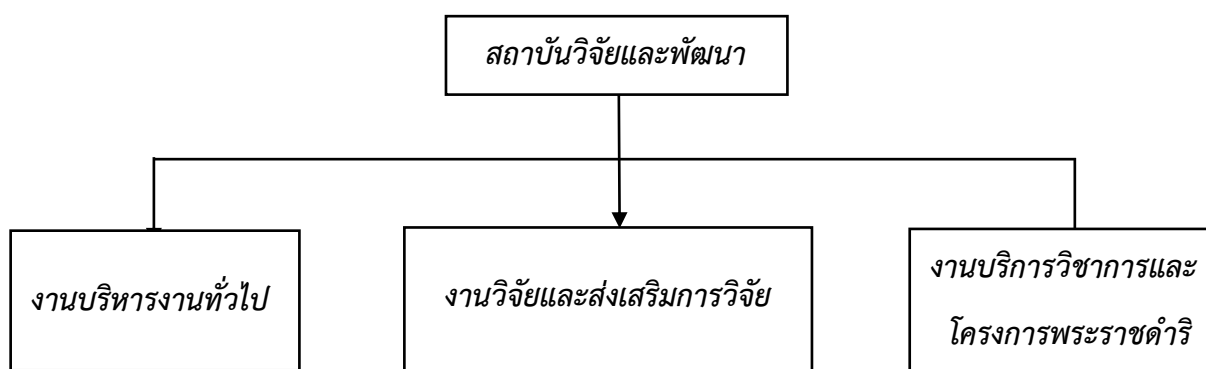 สถาบันวิจัยและพัฒนา
งานบริหารงานทั่วไป
งานวิจัยและส่งเสริมการวิจัย
งานบริการวิชาการและ
โครงการพระราชดำริ